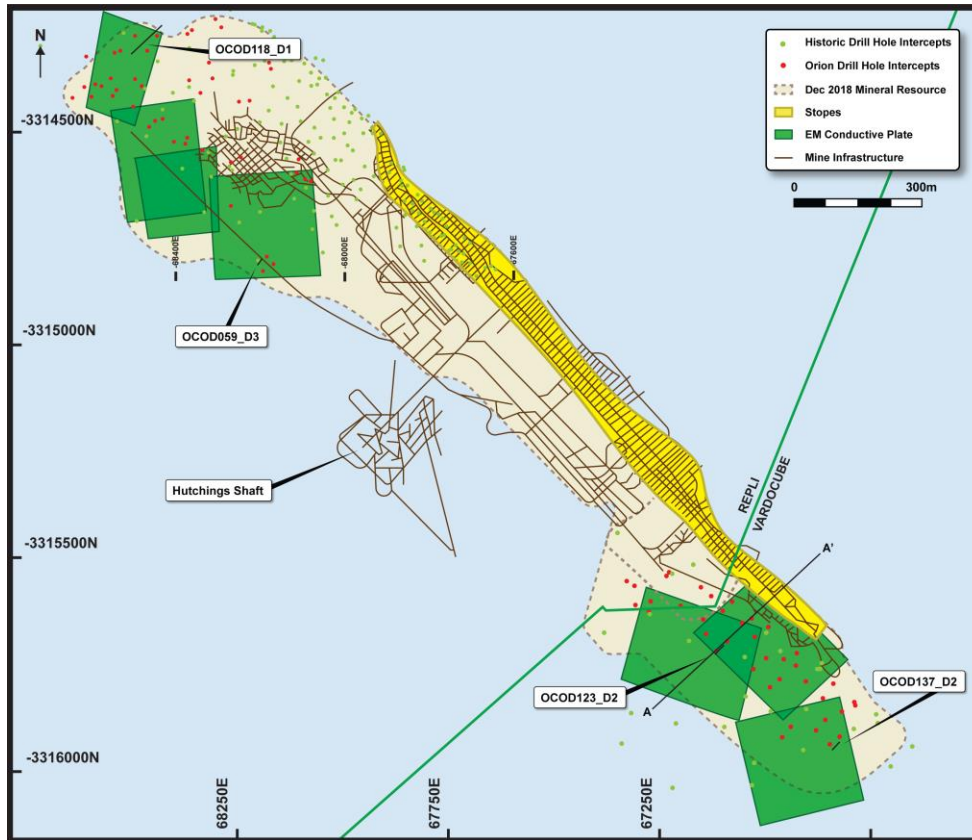 N
OCOD118_D1
Historic Drill Hole Intercepts
Orion Drill Hole Intercepts
Dec 2018 Mineral Resource
Stopes
EM Conductive Plate
Mine Infrastructure
0 300m
-3314500N
-68400E
-68000E
-67600E
OCOD059_D3
-3315000N
Hutchings Shaft
REPLI
VARDOCUBE
-3315500N
A'
OCOD123_D2
OCOD137_D2
A
-3316000N
68250E
67750E
67250E